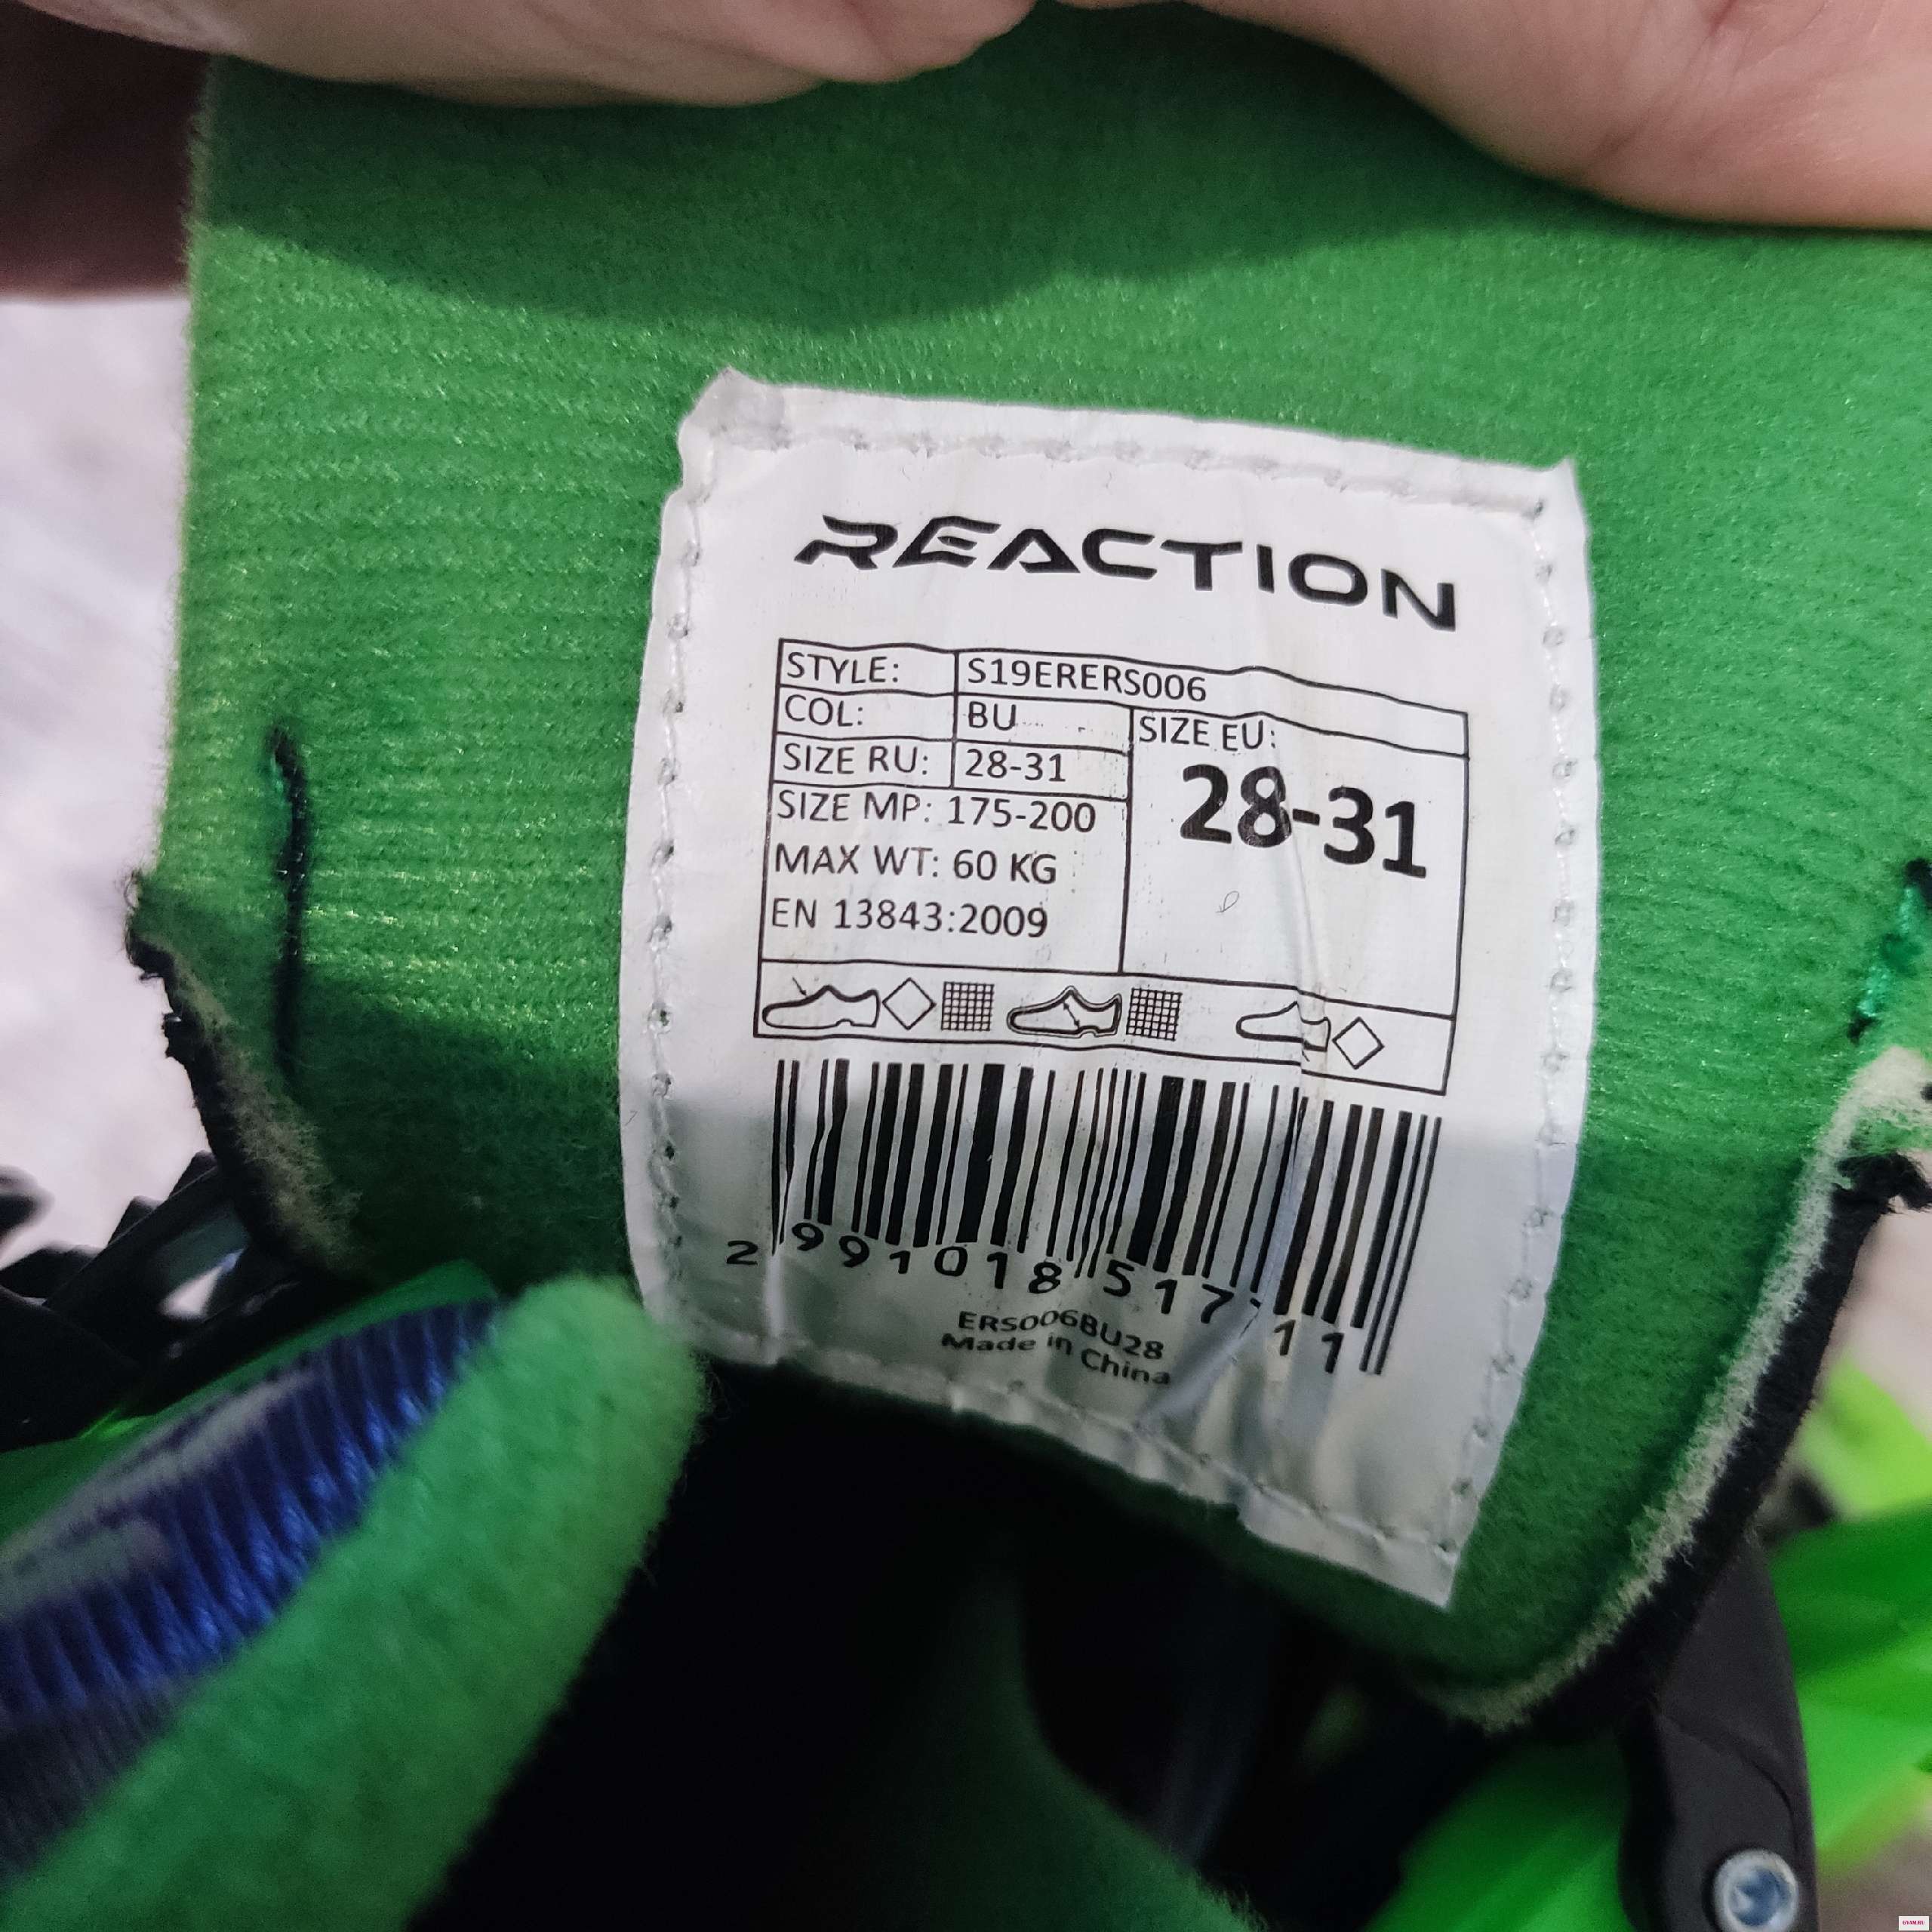 REACTION
STYLE: S19ERERS006
COL: BU
SIZE EU:
SIZE RU: 28-31
28-31
SIZE MP: 175-200
MAX WT: 60 KG
EN 13843:2009
ERS006BU28
Made in China